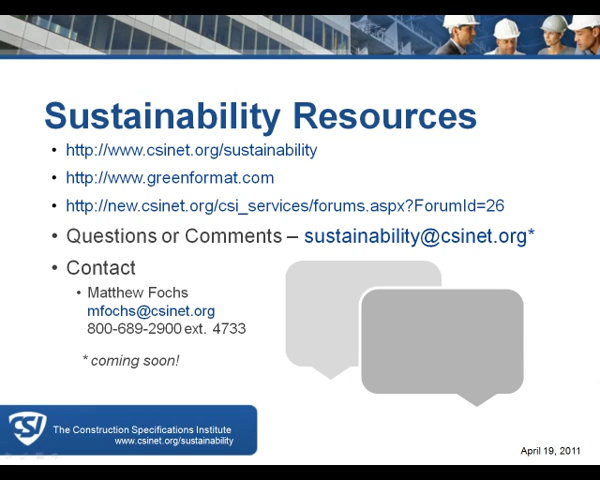 Sustainability Resources
• http://www.csinet.org/sustainability
• http://www.greenformat.com
• http://new.csinet.org/csi_services/forums.aspx?ForumId=26
• Questions or Comments – sustainability@csinet.org*
• Contact
• Matthew Fochs
mfochs@csinet.org
800-689-2900 ext. 4733
* coming soon!
CSI
The Construction Specifications Institute
www.csinet.org/sustainability
April 19, 2011